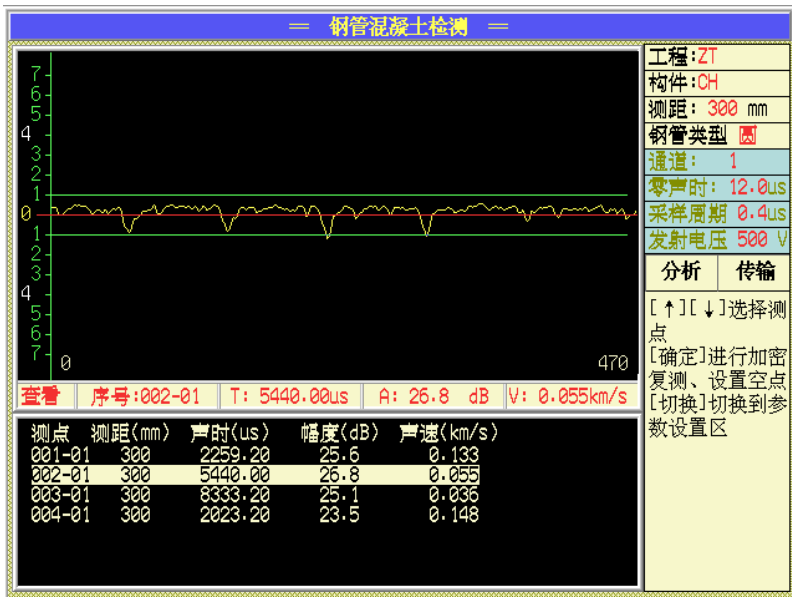 ═ 钢管混凝土检测 ═
7
6
5
4
3
2
1
0
1
2
3
4
5
6
7
0 470
查看 序号:002-01 T: 5440.00us A: 26.8 dB V: 0.055km/s
测点 测距(mm) 声时(us) 幅度(dB) 声速(km/s)
001-01 300 2259.20 25.6 0.133
002-01 300 5440.00 26.8 0.055
003-01 300 8333.20 25.1 0.036
004-01 300 2023.20 23.5 0.148
工程:ZT
构件:CH
测距: 300 mm
钢管类型 圆
通道: 1
零声时: 12.0us
采样周期 0.4us
发射电压 500 V
分析 传输
[↑][↓]选择测
点
[确定]进行加密
复测、设置空点
[切换]切换到参
数设置区